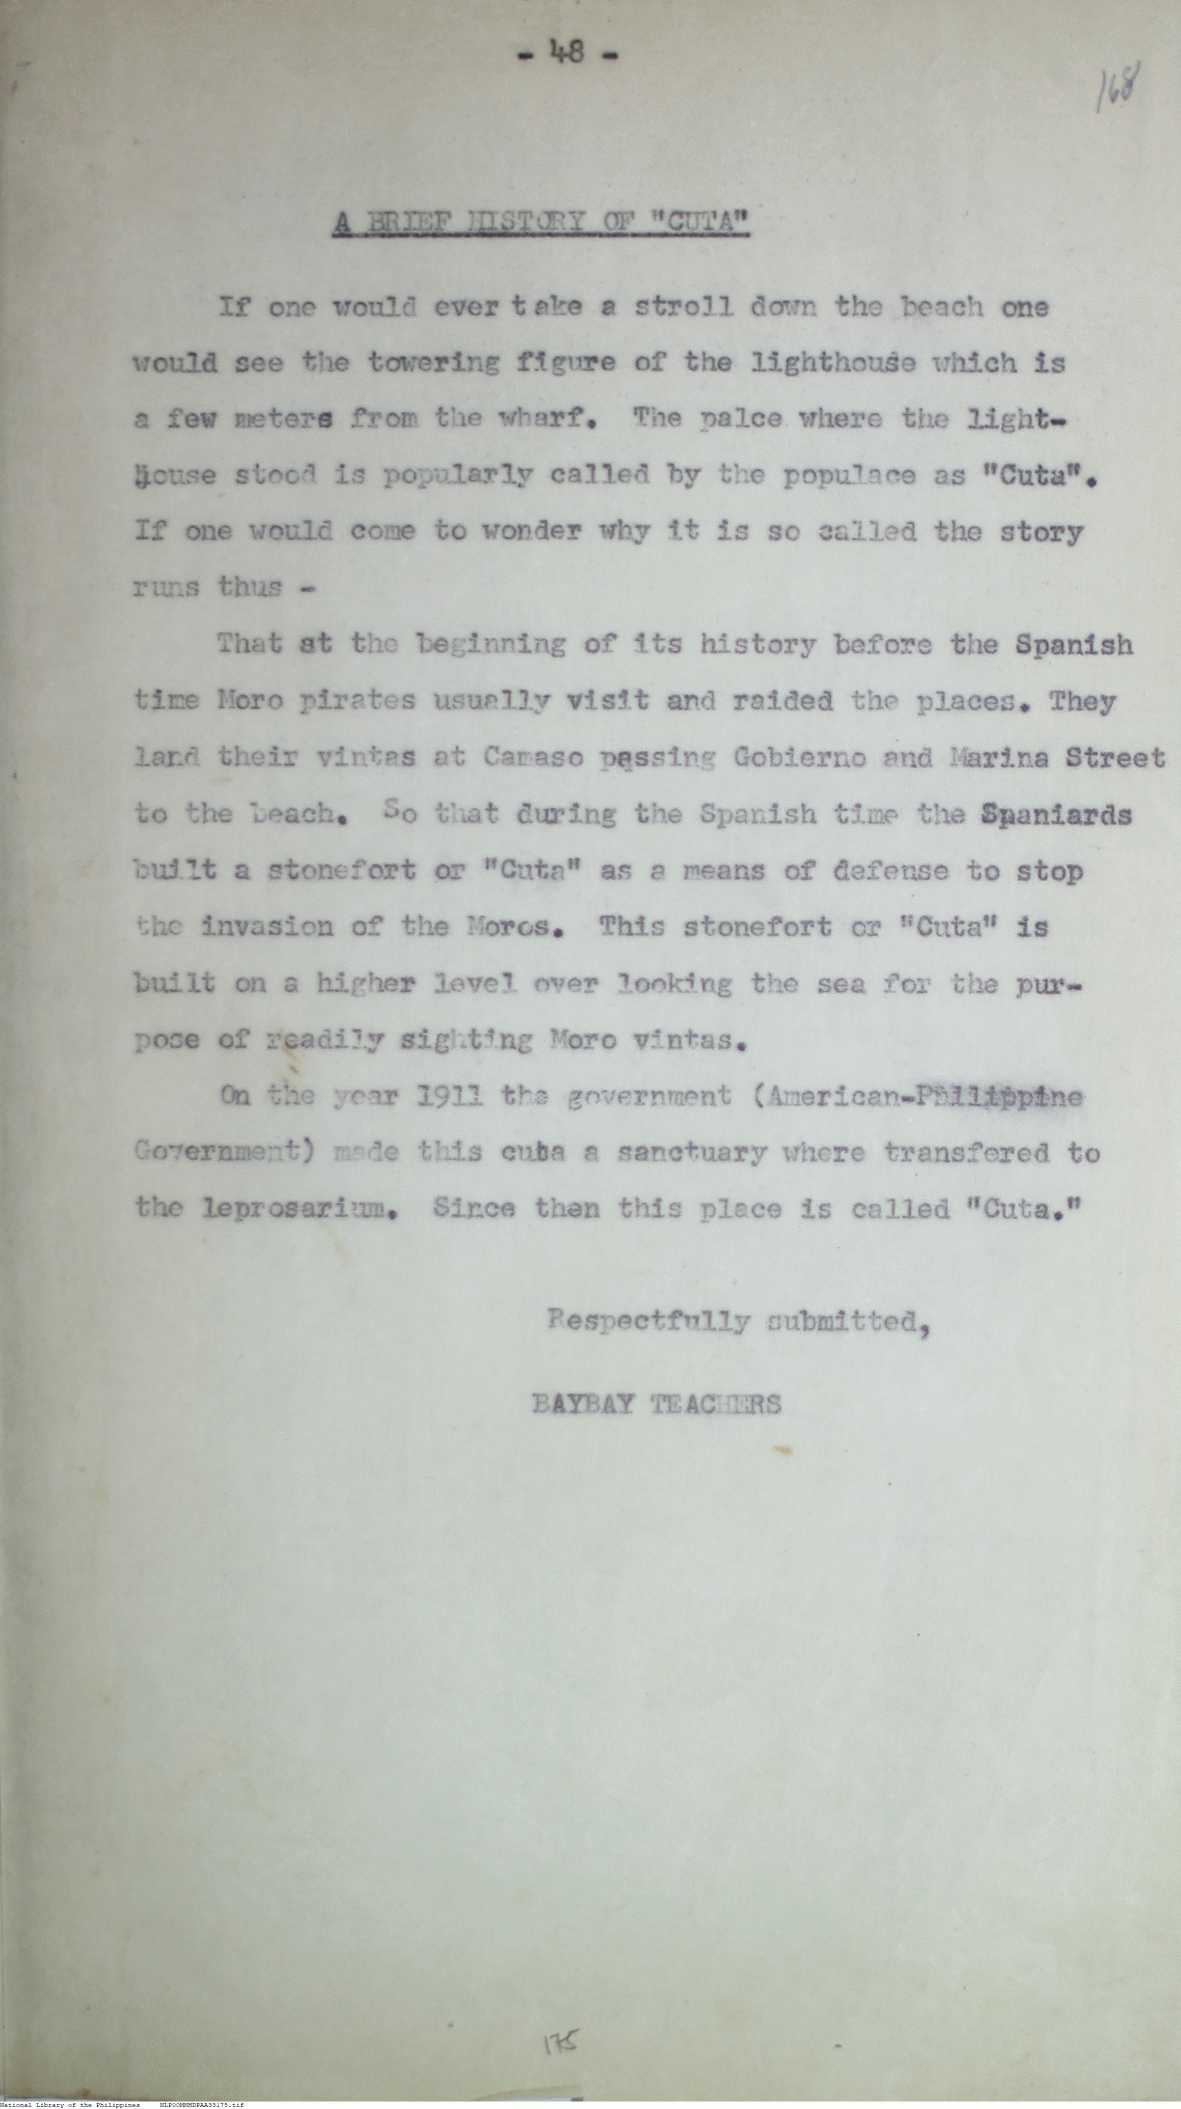 - 48 -
168
A BRIEF HISTORY OF "CUTA"
If one would ever take a stroll down the beach one
would see the towering figure of the lighthouse which is
a few meters from the wharf. The palce where the light-
house stood is popularly called by the populace as "Cuta".
If one would come to wonder why it is so called the story
runs thus -
That at the beginning of its history before the Spanish
time Moro pirates usually visit and raided the places. They
land their vintas at Caraso passing Gobierno and Marina Street
to the beach. So that during the Spanish time the Spaniards
built a stonefort or "Cuta" as a means of defense to stop
the invasion of the Moros. This stonefort or "Cuta" is
built on a higher level over looking the sea for the pur-
pose of readily sighting Moro vintas.
On the year 1911 the government (American-Philippine
Government) made this cuta a sanctuary where transfered to
the leprosarium. Since then this place is called "Cuta."
Respectfully submitted,
BAYBAY TEACHERS
175
National Library of the Philippines NLPOOMNMDPAA33175.tif